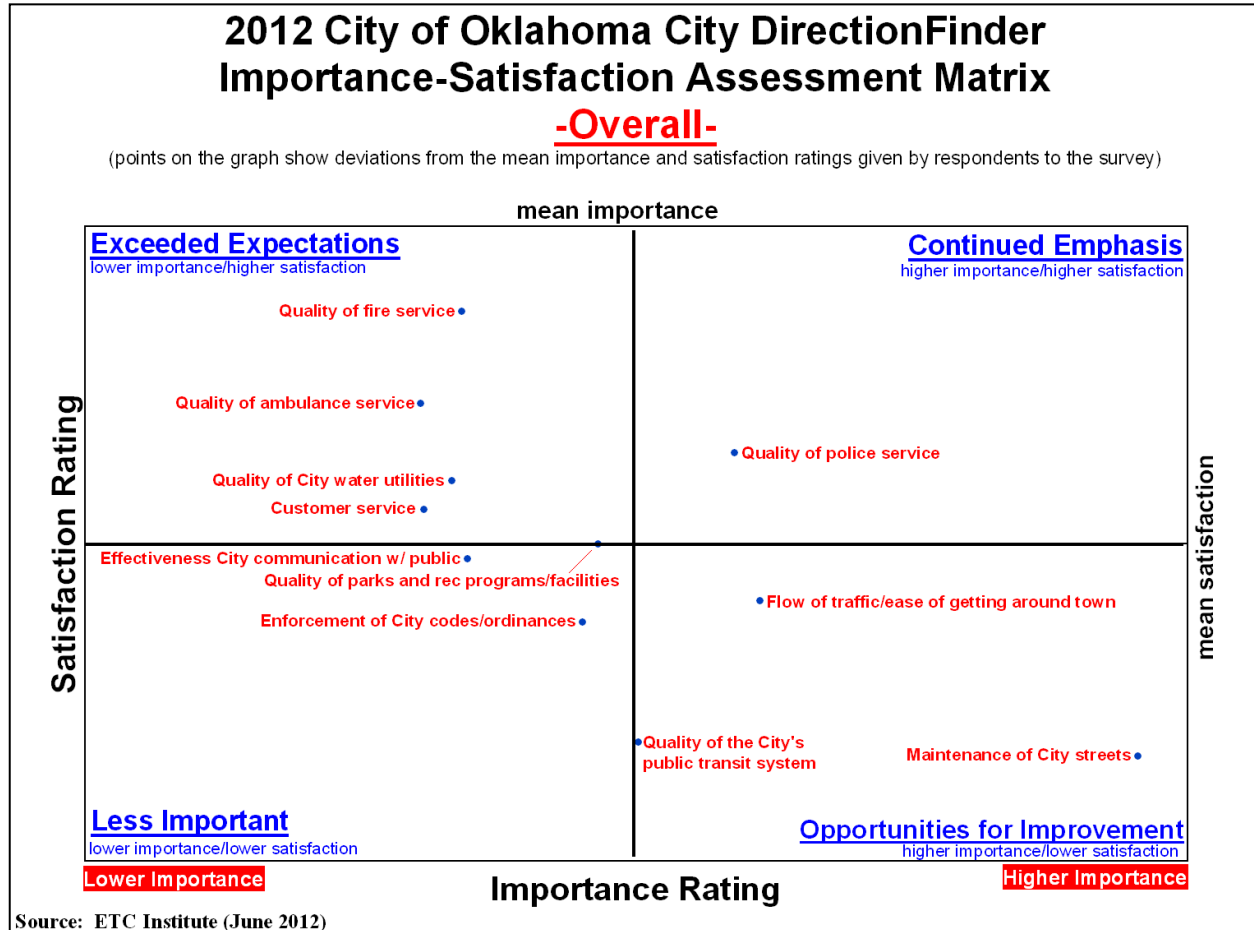 2012 City of Oklahoma City DirectionFinder
Importance-Satisfaction Assessment Matrix
-Overall-
(points on the graph show deviations from the mean importance and satisfaction ratings given by respondents to the survey)
mean importance
Exceeded Expectations
lower importance/higher satisfaction
Continued Emphasis
higher importance/higher satisfaction
Quality of fire service
Quality of ambulance service
Quality of police service
Quality of City water utilities
Customer service
Satisfaction Rating
mean satisfaction
Effectiveness City communication w/ public
Quality of parks and rec programs/facilities
Flow of traffic/ease of getting around town
Enforcement of City codes/ordinances
Quality of the City's
public transit system
Maintenance of City streets
Less Important
lower importance/lower satisfaction
Opportunities for Improvement
higher importance/lower satisfaction
Lower Importance
Importance Rating
Higher Importance
Source: ETC Institute (June 2012)